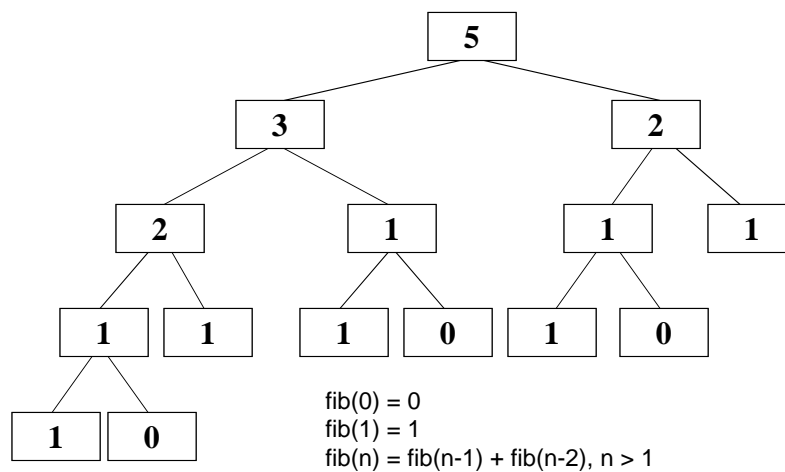 5
3 2
2 1 1 1
1 1 1 0 1 0
1 0
fib(0) = 0
fib(1) = 1
fib(n) = fib(n-1) + fib(n-2), n > 1